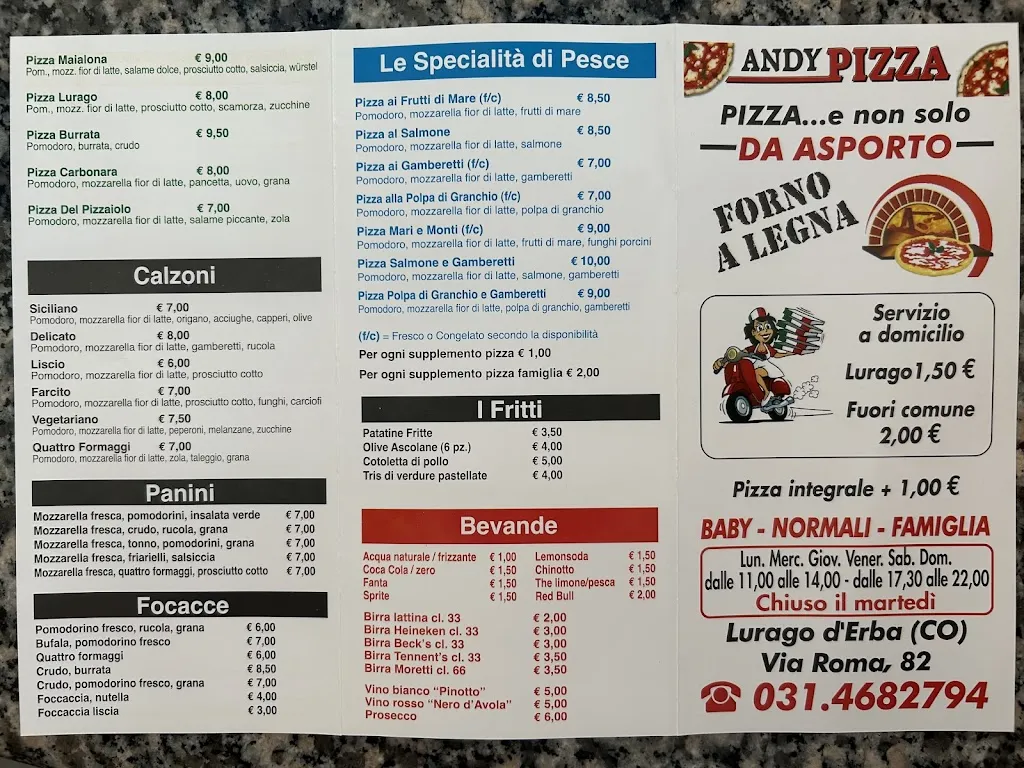 Pizza Maialona € 9,00
Pom., mozz. fior di latte, salame dolce, prosciutto cotto, salsiccia, würstel
Pizza Lurago € 8,00
Pom., mozz. fior di latte, prosciutto cotto, scamorza, zucchine
Pizza Burrata € 9,50
Pomodoro, burrata, crudo
Pizza Carbonara € 8,00
Pomodoro, mozzarella fior di latte, pancetta, uovo, grana
Pizza Del Pizzaiolo € 7,00
Pomodoro, mozzarella fior di latte, salame piccante, zola
Calzoni
Siciliano € 7,00
Pomodoro, mozzarella fior di latte, origano, acciughe, capperi, olive
Delicato € 8,00
Pomodoro, mozzarella fior di latte, gamberetti, rucola
Liscio € 6,00
Pomodoro, mozzarella fior di latte, prosciutto cotto
Farcito € 7,00
Pomodoro, mozzarella fior di latte, prosciutto cotto, funghi, carciofi
Vegetariano € 7,50
Pomodoro, mozzarella fior di latte, peperoni, melanzane, zucchine
Quattro Formaggi € 7,00
Pomodoro, mozzarella fior di latte, zola, taleggio, grana
Panini
Mozzarella fresca, pomodorini, insalata verde € 7,00
Mozzarella fresca, crudo, rucola, grana € 7,00
Mozzarella fresca, tonno, pomodorini, grana € 7,00
Mozzarella fresca, friarielli, salsiccia € 7,00
Mozzarella fresca, quattro formaggi, prosciutto cotto € 7,00
Focacce
Pomodorino fresco, rucola, grana € 6,00
Bufala, pomodorino fresco € 7,00
Quattro formaggi € 6,00
Crudo, burrata € 8,50
Crudo, pomodorino fresco, grana € 7,00
Foccaccia, nutella € 4,00
Foccaccia liscia € 3,00
Le Specialità di Pesce
Pizza ai Frutti di Mare (f/c) € 8,50
Pomodoro, mozzarella fior di latte, frutti di mare
Pizza al Salmone € 8,50
Pomodoro, mozzarella fior di latte, salmone
Pizza ai Gamberetti (f/c) € 7,00
Pomodoro, mozzarella fior di latte, gamberetti
Pizza alla Polpa di Granchio (f/c) € 7,00
Pomodoro, mozzarella fior di latte, polpa di granchio
Pizza Mari e Monti (f/c) € 9,00
Pomodoro, mozzarella fior di latte, frutti di mare, funghi porcini
Pizza Salmone e Gamberetti € 10,00
Pomodoro, mozzarella fior di latte, salmone, gamberetti
Pizza Polpa di Granchio e Gamberetti € 9,00
Pomodoro, mozzarella fior di latte, polpa di granchio, gamberetti
(f/c) = Fresco o Congelato secondo la disponibilità
Per ogni supplemento pizza € 1,00
Per ogni supplemento pizza famiglia € 2,00
I Fritti
Patatine Fritte € 3,50
Olive Ascolane (6 pz.) € 4,00
Cotoletta di pollo € 5,00
Tris di verdure pastellate € 4,00
Bevande
Acqua naturale / frizzante € 1,00 Lemonsoda € 1,50
Coca Cola / zero € 1,50 Chinotto € 1,50
Fanta € 1,50 The limone/pesca € 1,50
Sprite € 1,50 Red Bull € 2,00
Birra lattina cl. 33 € 2,00
Birra Heineken cl. 33 € 3,00
Birra Beck's cl. 33 € 3,00
Birra Tennent's cl. 33 € 3,50
Birra Moretti cl. 66 € 3,50
Vino bianco "Pinotto" € 5,00
Vino rosso "Nero d'Avola" € 5,00
Prosecco € 6,00
ANDY PIZZA
PIZZA...e non solo
DA ASPORTO
FORNO
A LEGNA
Servizio
a domicilio
Lurago 1,50 €
Fuori comune
2,00 €
Pizza integrale + 1,00 €
BABY - NORMALI - FAMIGLIA
Lun. Merc. Giov. Vener. Sab. Dom.
dalle 11,00 alle 14,00 - dalle 17,30 alle 22,00
Chiuso il martedì
Lurago d'Erba (CO)
Via Roma, 82
☎ 031.4682794